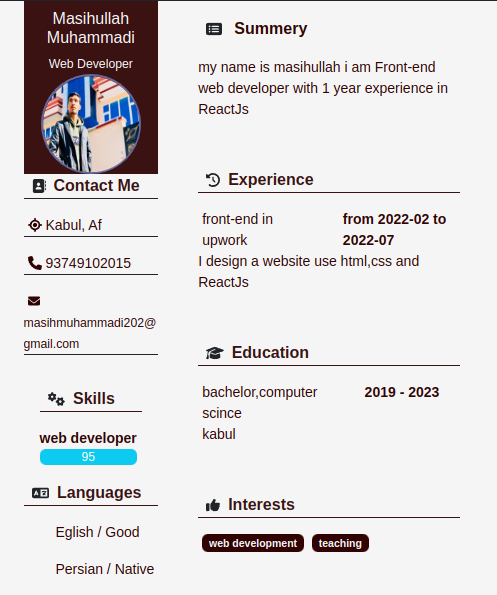 Masihullah
Muhammadi
Web Developer
Contact Me
Kabul, Af
93749102015
masihmuhammadi202@
gmail.com
Skills
web developer
95
Languages
Eglish / Good
Persian / Native
Summery
my name is masihullah i am Front-end
web developer with 1 year experience in
ReactJs
Experience
front-end in from 2022-02 to
upwork 2022-07
I design a website use html,css and
ReactJs
Education
bachelor,computer 2019 - 2023
scince
kabul
Interests
web development teaching